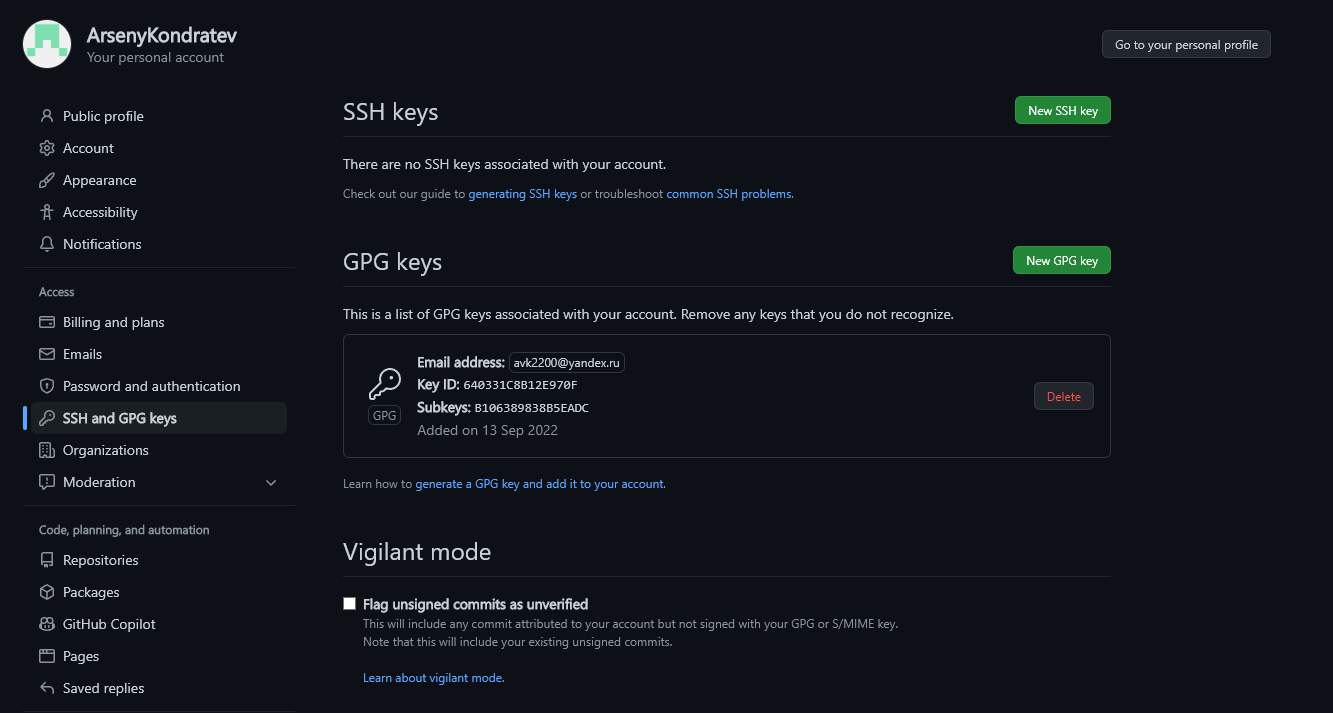 ArsenyKondratev
Your personal account
Go to your personal profile
Public profile
Account
Appearance
Accessibility
Notifications
Access
Billing and plans
Emails
Password and authentication
SSH and GPG keys
Organizations
Moderation
Code, planning, and automation
Repositories
Packages
GitHub Copilot
Pages
Saved replies
SSH keys
New SSH key
There are no SSH keys associated with your account.
Check out our guide to generating SSH keys or troubleshoot common SSH problems.
GPG keys
New GPG key
This is a list of GPG keys associated with your account. Remove any keys that you do not recognize.
Email address: avk2200@yandex.ru
Key ID: 640331C8B12E970F
GPG
Subkeys: B106389838B5EADC
Added on 13 Sep 2022
Delete
Learn how to generate a GPG key and add it to your account.
Vigilant mode
Flag unsigned commits as unverified
This will include any commit attributed to your account but not signed with your GPG or S/MIME key.
Note that this will include your existing unsigned commits.
Learn about vigilant mode.